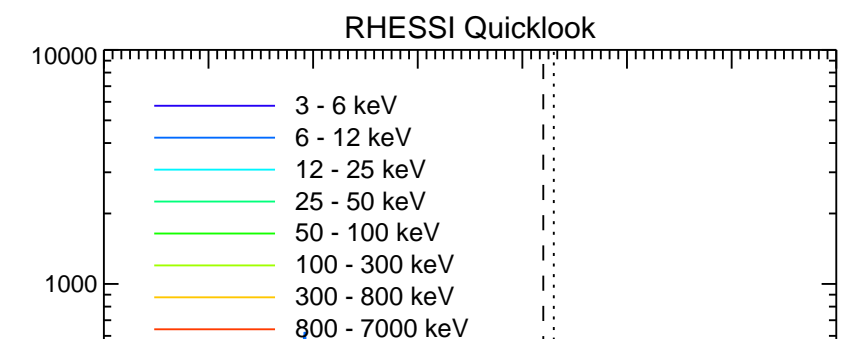 RHESSI Quicklook
10000
3 - 6 keV
6 - 12 keV
12 - 25 keV
25 - 50 keV
50 - 100 keV
100 - 300 keV
1000
300 - 800 keV
800 - 7000 keV